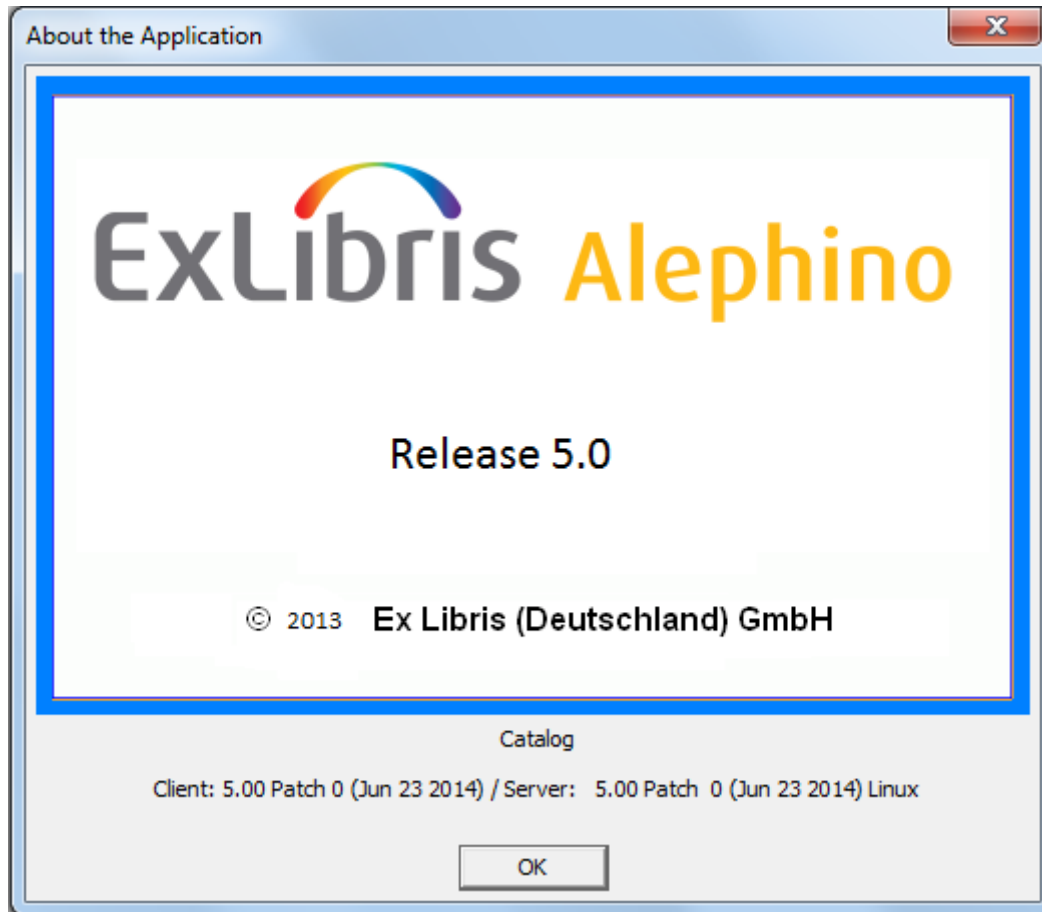 About the Application
ExLibris Alephino
Release 5.0
© 2013 Ex Libris (Deutschland) GmbH
Catalog
Client: 5.00 Patch 0 (Jun 23 2014) / Server: 5.00 Patch 0 (Jun 23 2014) Linux
OK